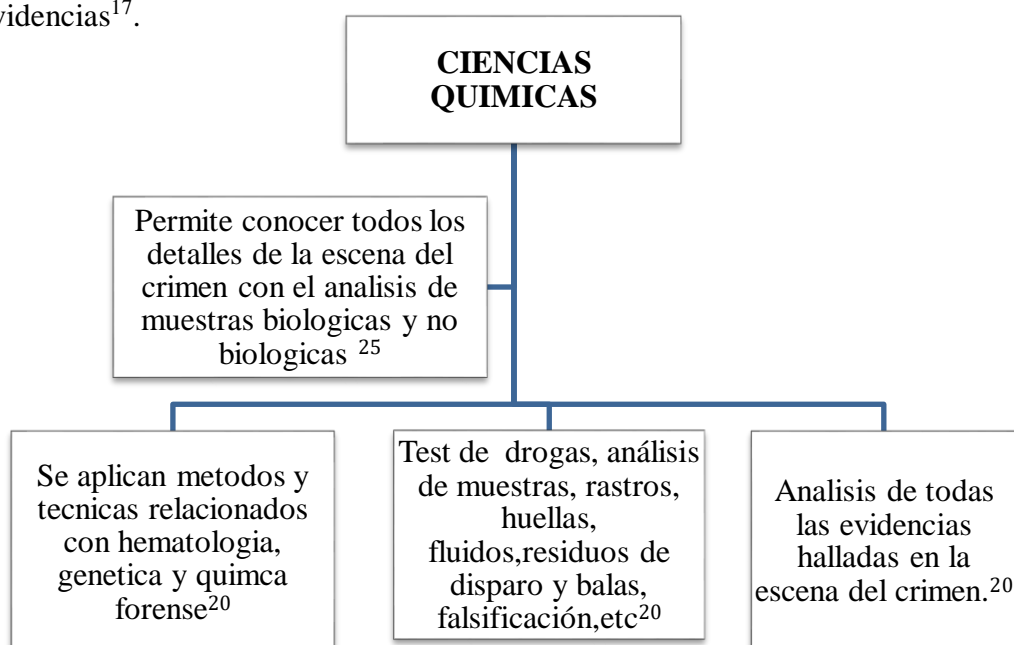 videncias¹⁷.
CIENCIAS
QUIMICAS
Permite conocer todos los
detalles de la escena del
crimen con el analisis de
muestras biologicas y no
biologicas ²⁵
Se aplican metodos y
tecnicas relacionados
con hematologia,
genetica y quimca
forense²⁰
Test de drogas, análisis
de muestras, rastros,
huellas,
fluidos,residuos de
disparo y balas,
falsificación,etc²⁰
Analisis de todas
las evidencias
halladas en la
escena del crimen.²⁰